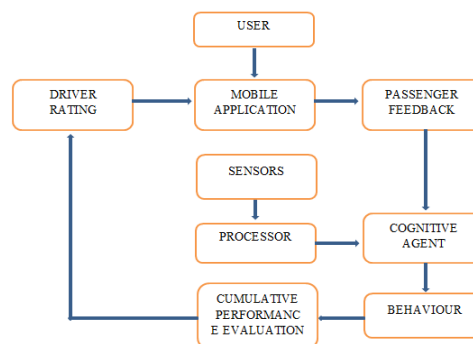 USER
DRIVER
RATING
MOBILE
APPLICATION
PASSENGER
FEEDBACK
SENSORS
PROCESSOR
COGNITIVE
AGENT
CUMULATIVE
PERFORMANC
E EVALUATION
BEHAVIOUR